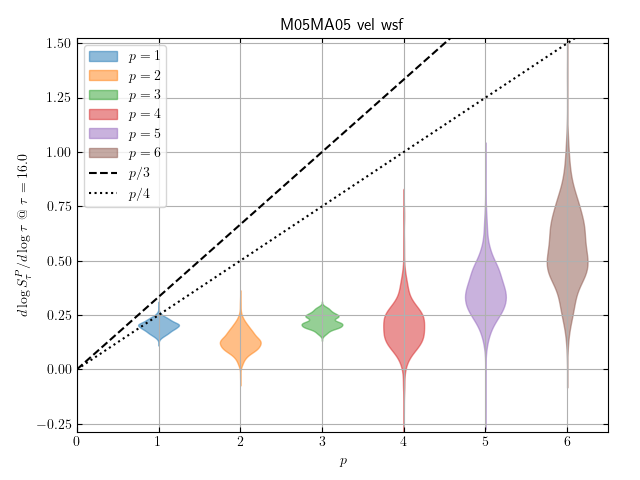 M05MA05 vel wsf
1.50
1.25
1.00
0.75
0.50
0.25
0.00
−0.25
d log S_τ^P/d log τ @ τ = 16.0
p = 1
p = 2
p = 3
p = 4
p = 5
p = 6
p/3
p/4
0 1 2 3 4 5 6
p